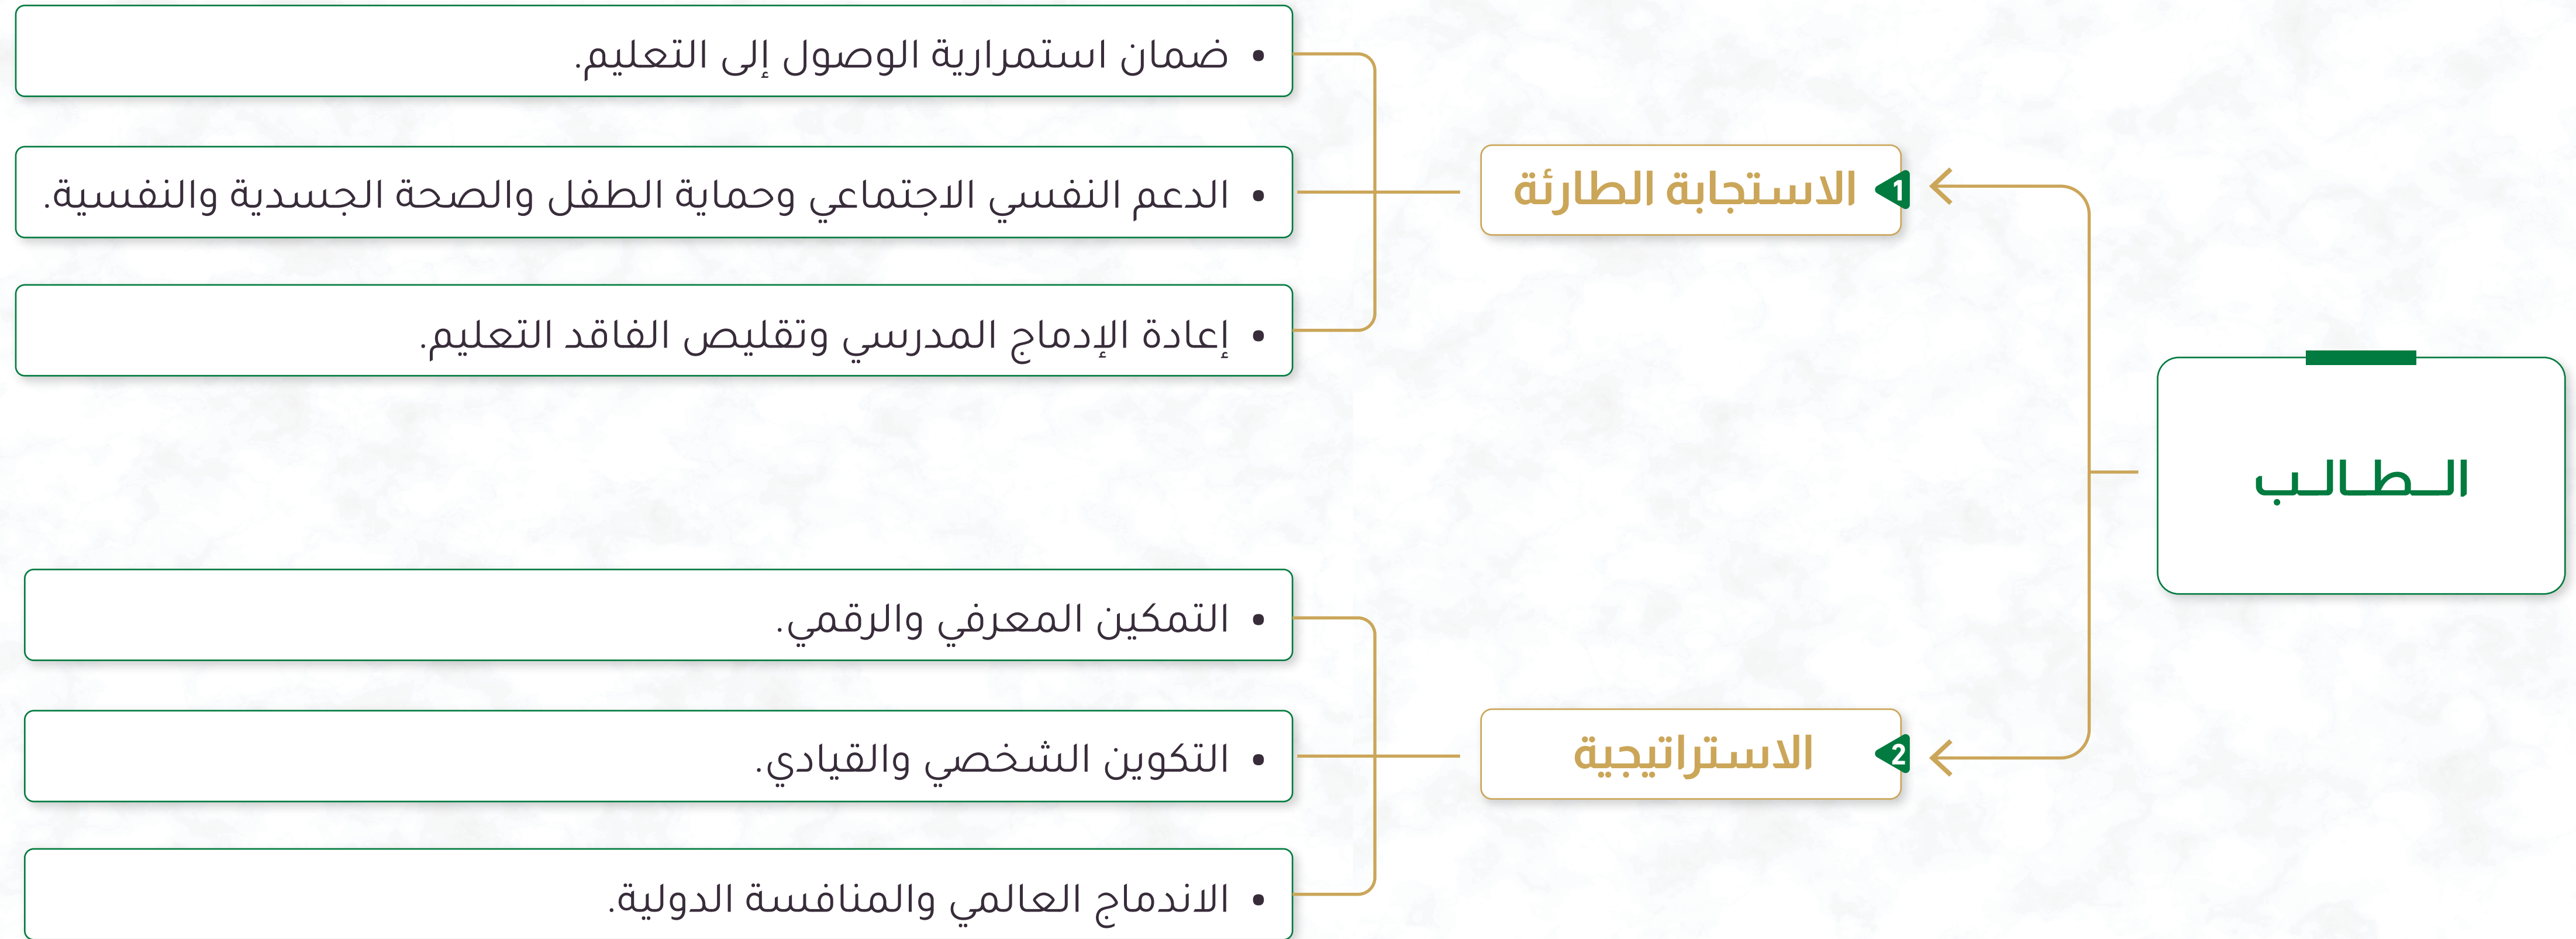 الــطــالـب
1
الاستجابة الطارئة
• ضمان استمرارية الوصول إلى التعليم.
• الدعم النفسي الاجتماعي وحماية الطفل والصحة الجسدية والنفسية.
• إعادة الإدماج المدرسي وتقليص الفاقد التعليم.
2
الاستراتيجية
• التمكين المعرفي والرقمي.
• التكوين الشخصي والقيادي.
• الاندماج العالمي والمنافسة الدولية.